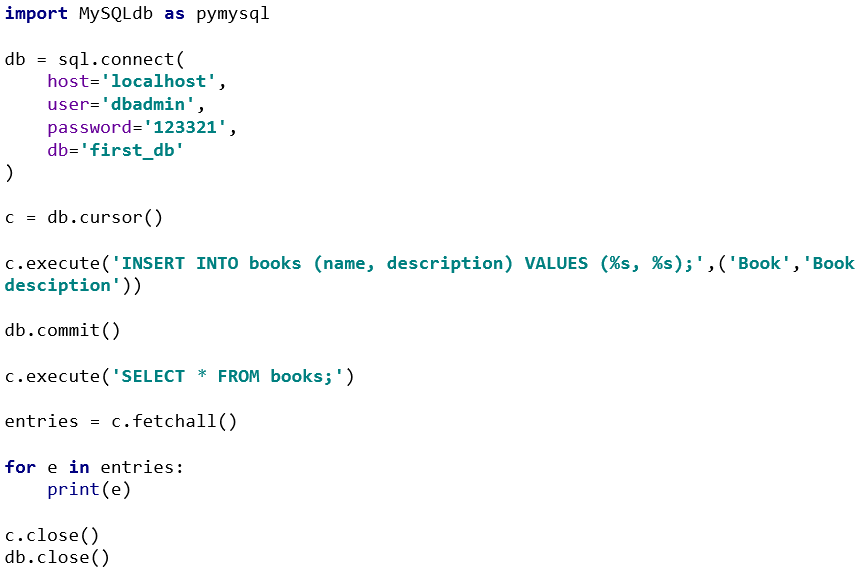 import MySQLdb as pymysql
db = sql.connect(
    host='localhost',
    user='dbadmin',
    password='123321',
    db='first_db'
)
c = db.cursor()
c.execute('INSERT INTO books (name, description) VALUES (%s, %s);',('Book','Book
desciption'))
db.commit()
c.execute('SELECT * FROM books;')
entries = c.fetchall()
for e in entries:
    print(e)
c.close()
db.close()